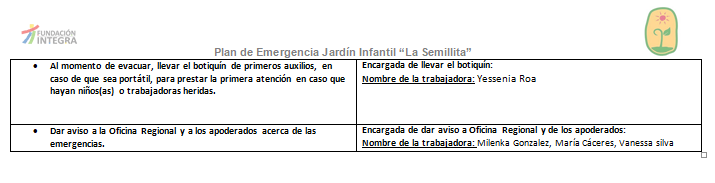 FUNDACIÓN
INTEGRA
Plan de Emergencia Jardín Infantil “La Semillita”
• Al momento de evacuar, llevar el botiquín de primeros auxilios, en
caso de que sea portátil, para prestar la primera atención en caso que
hayan niños(as) o trabajadoras heridas.
Encargada de llevar el botiquín:
Nombre de la trabajadora: Yessenia Roa
• Dar aviso a la Oficina Regional y a los apoderados acerca de las
emergencias.
Encargada de dar aviso a Oficina Regional y de los apoderados:
Nombre de la trabajadora: Milenka Gonzalez, María Cáceres, Vanessa silva